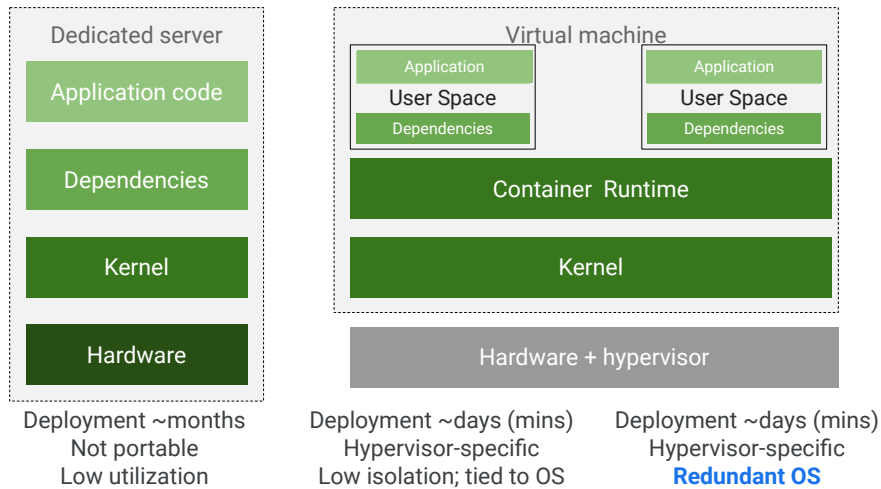 Dedicated server
Application code
Dependencies
Kernel
Hardware
Deployment ~months
Not portable
Low utilization
Virtual machine
Application
User Space
Dependencies
Application
User Space
Dependencies
Container Runtime
Kernel
Hardware + hypervisor
Deployment ~days (mins)
Hypervisor-specific
Low isolation; tied to OS
Deployment ~days (mins)
Hypervisor-specific
Redundant OS